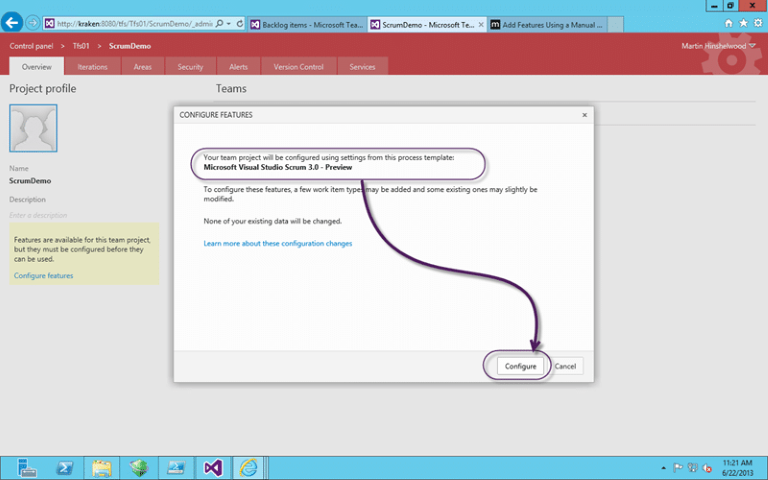 http://kraken:8080/tfs/Tfs01/ScrumDemo/_admi
Backlog items - Microsoft Tea...
ScrumDemo - Microsoft Te...
Add Features Using a Manual ...
Control panel > Tfs01 > ScrumDemo
Martin Hinshelwood
Overview Iterations Areas Security Alerts Version Control Services
Project profile
Teams
CONFIGURE FEATURES
Your team project will be configured using settings from this process template:
Microsoft Visual Studio Scrum 3.0 - Preview
To configure these features, a few work item types may be added and some existing ones may slightly be
modified.
None of your existing data will be changed.
Learn more about these configuration changes
Name
ScrumDemo
Description
Enter a description
Features are available for this team project,
but they must be configured before they
can be used.
Configure features
Configure
Cancel
11:21 AM
6/22/2013